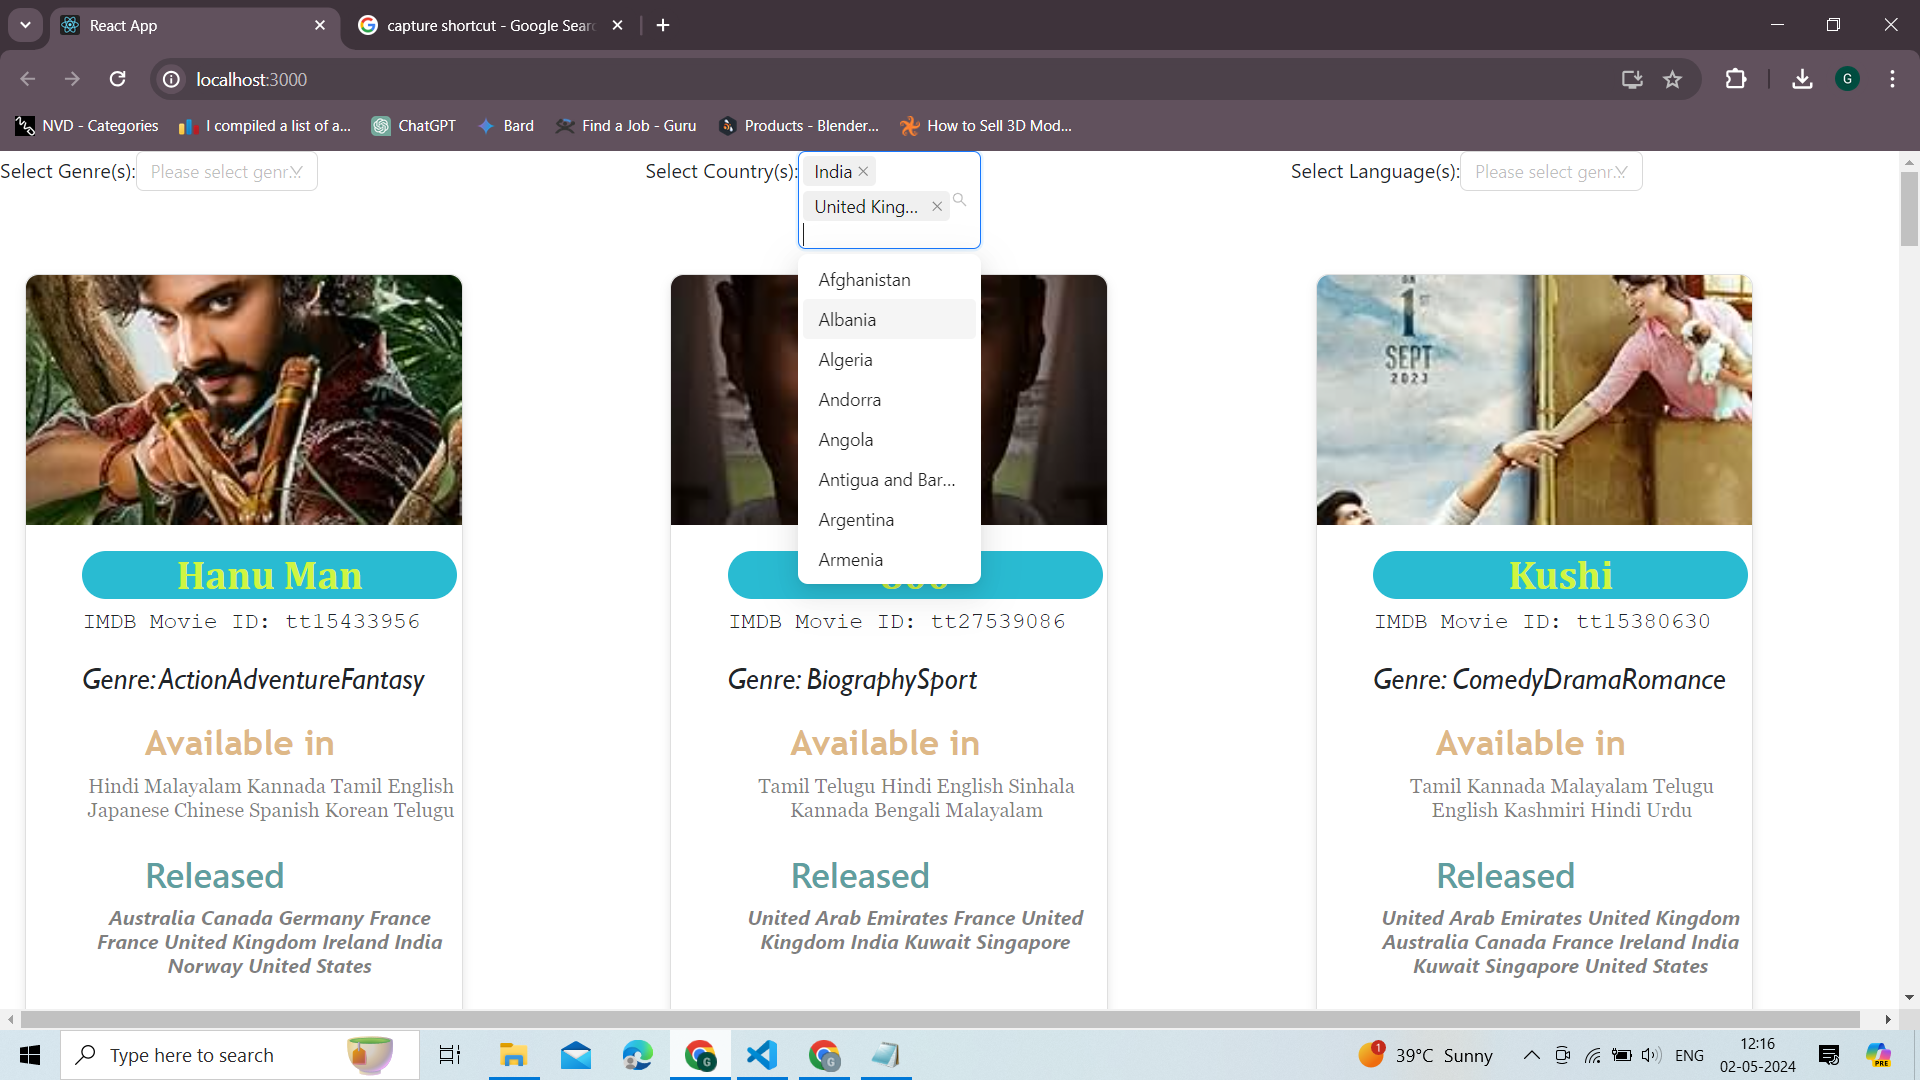 React App
capture shortcut - Google Sear
localhost:3000
G
NVD - Categories
I compiled a list of a...
ChatGPT
Bard
Find a Job - Guru
Products - Blender...
How to Sell 3D Mod...
Select Genre(s):
Please select genr...
Select Country(s):
India
United King...
Select Language(s):
Please select genr...
Afghanistan
Albania
Algeria
Andorra
Angola
Antigua and Bar...
Argentina
Armenia
Hanu Man
IMDB Movie ID: tt15433956
Genre: ActionAdventureFantasy
Available in
Hindi Malayalam Kannada Tamil English
Japanese Chinese Spanish Korean Telugu
Released
Australia Canada Germany France
France United Kingdom Ireland India
Norway United States
IMDB Movie ID: tt27539086
Genre: BiographySport
Available in
Tamil Telugu Hindi English Sinhala
Kannada Bengali Malayalam
Released
United Arab Emirates France United
Kingdom India Kuwait Singapore
1ST
SEPT
2023
Kushi
IMDB Movie ID: tt15380630
Genre: ComedyDramaRomance
Available in
Tamil Kannada Malayalam Telugu
English Kashmiri Hindi Urdu
Released
United Arab Emirates United Kingdom
Australia Canada France Ireland India
Kuwait Singapore United States
Type here to search
G
G
1
39°C Sunny
ENG
12:16
02-05-2024
PRE